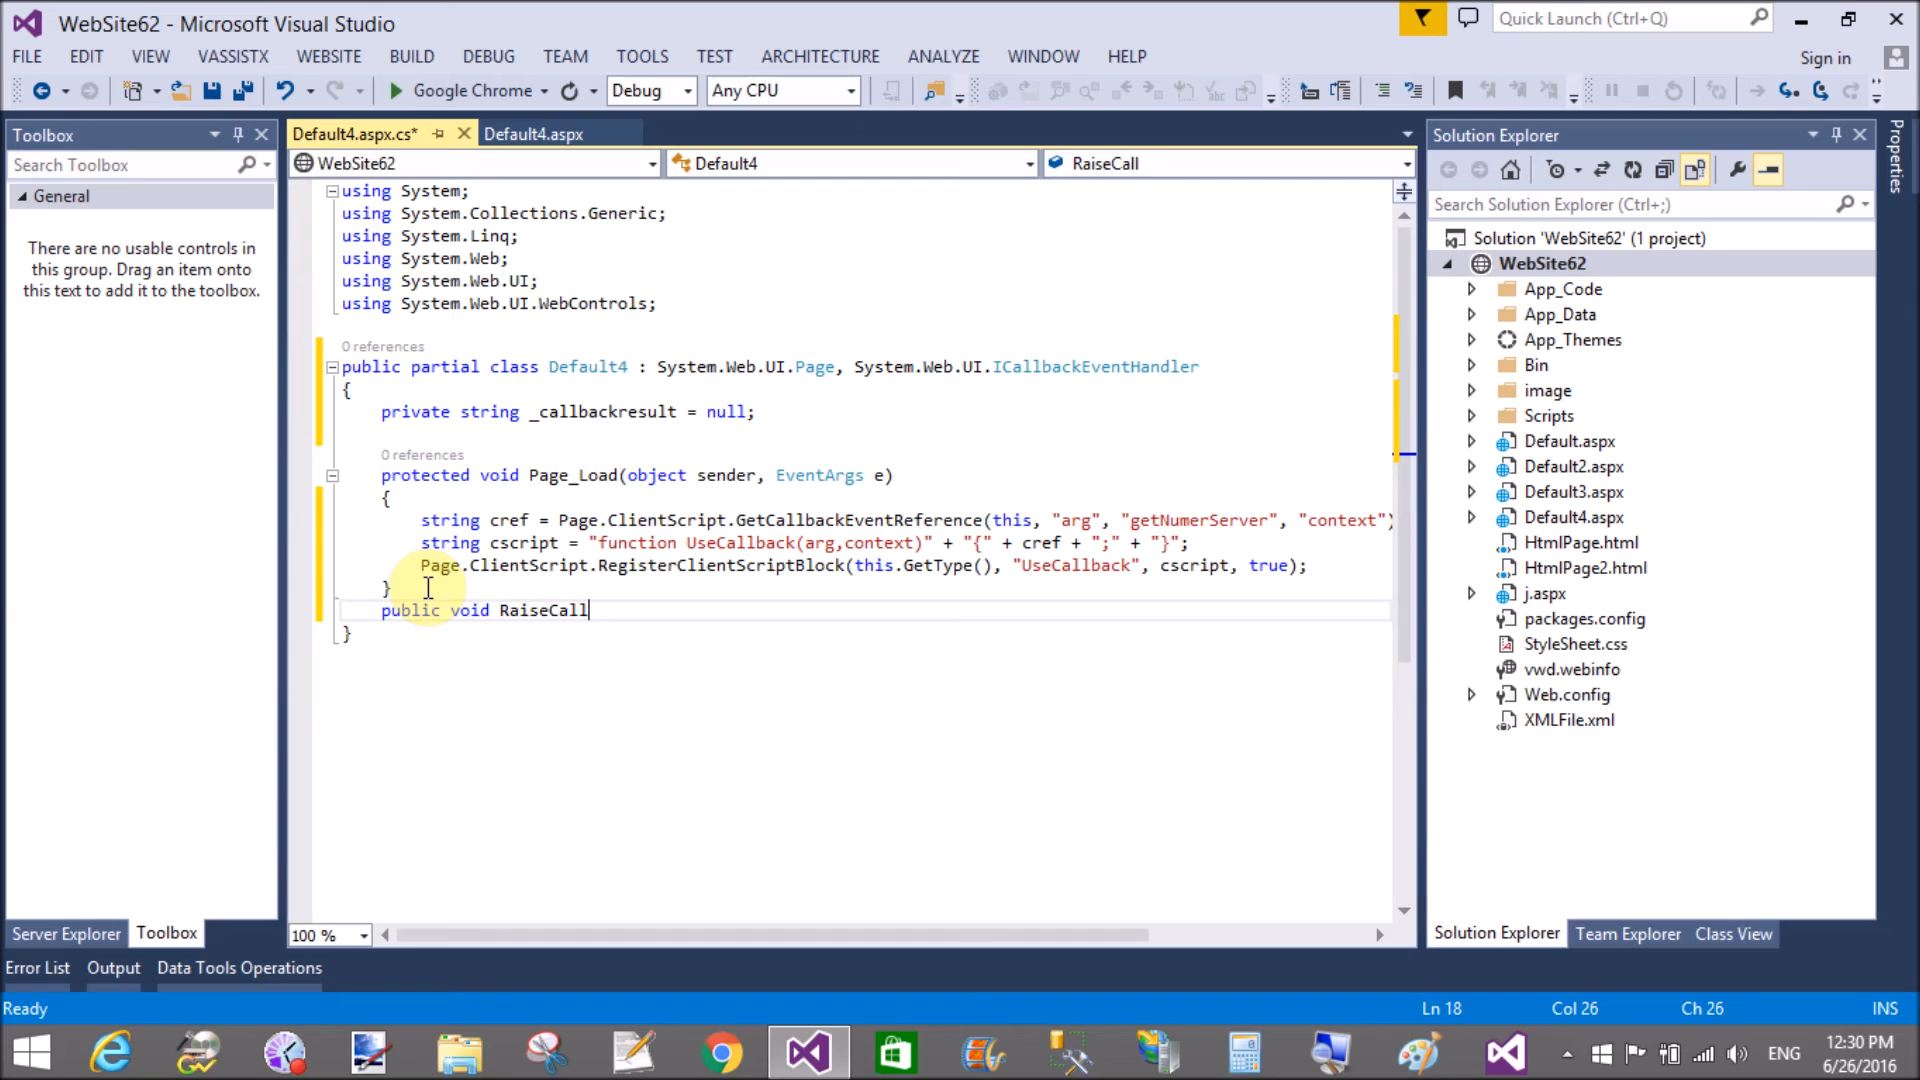 WebSite62 - Microsoft Visual Studio
Quick Launch (Ctrl+Q)
FILE EDIT VIEW VASSISTX WEBSITE BUILD DEBUG TEAM TOOLS TEST ARCHITECTURE ANALYZE WINDOW HELP
Sign in
Google Chrome Debug Any CPU
Toolbox
Search Toolbox
General
There are no usable controls in
this group. Drag an item onto
this text to add it to the toolbox.
Server Explorer Toolbox
Default4.aspx.cs* Default4.aspx
WebSite62 Default4 RaiseCall
using System;
using System.Collections.Generic;
using System.Linq;
using System.Web;
using System.Web.UI;
using System.Web.UI.WebControls;
0 references
public partial class Default4 : System.Web.UI.Page, System.Web.UI.ICallbackEventHandler
{
private string _callbackresult = null;
0 references
protected void Page_Load(object sender, EventArgs e)
{
string cref = Page.ClientScript.GetCallbackEventReference(this, "arg", "getNumerServer", "context")
string cscript = "function UseCallback(arg,context)" + "{" + cref + ";" + "}";
Page.ClientScript.RegisterClientScriptBlock(this.GetType(), "UseCallback", cscript, true);
}
public void RaiseCall
}
100 %
Solution Explorer
Search Solution Explorer (Ctrl+;)
Solution 'WebSite62' (1 project)
WebSite62
App_Code
App_Data
App_Themes
Bin
image
Scripts
Default.aspx
Default2.aspx
Default3.aspx
Default4.aspx
HtmlPage.html
HtmlPage2.html
j.aspx
packages.config
StyleSheet.css
vwd.webinfo
Web.config
XMLFile.xml
Solution Explorer Team Explorer Class View
Properties
Error List Output Data Tools Operations
Ready Ln 18 Col 26 Ch 26 INS
ENG
12:30 PM
6/26/2016